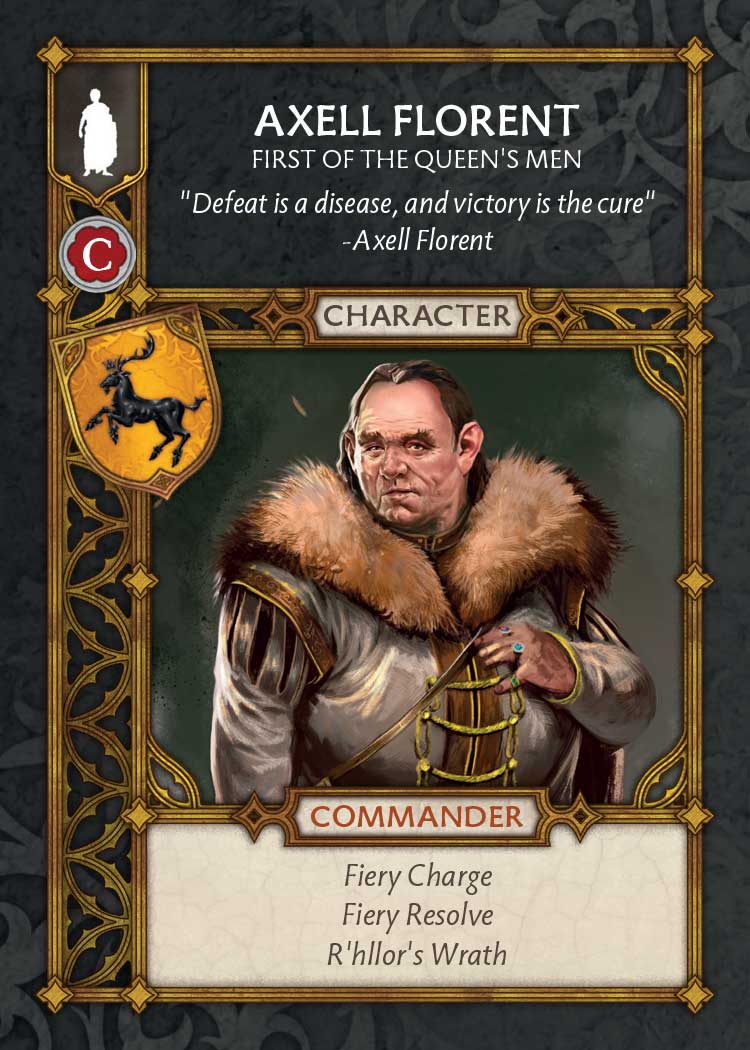 AXELL FLORENT
FIRST OF THE QUEEN'S MEN
"Defeat is a disease, and victory is the cure"
-Axell Florent
C
CHARACTER
COMMANDER
Fiery Charge
Fiery Resolve
R'hllor's Wrath